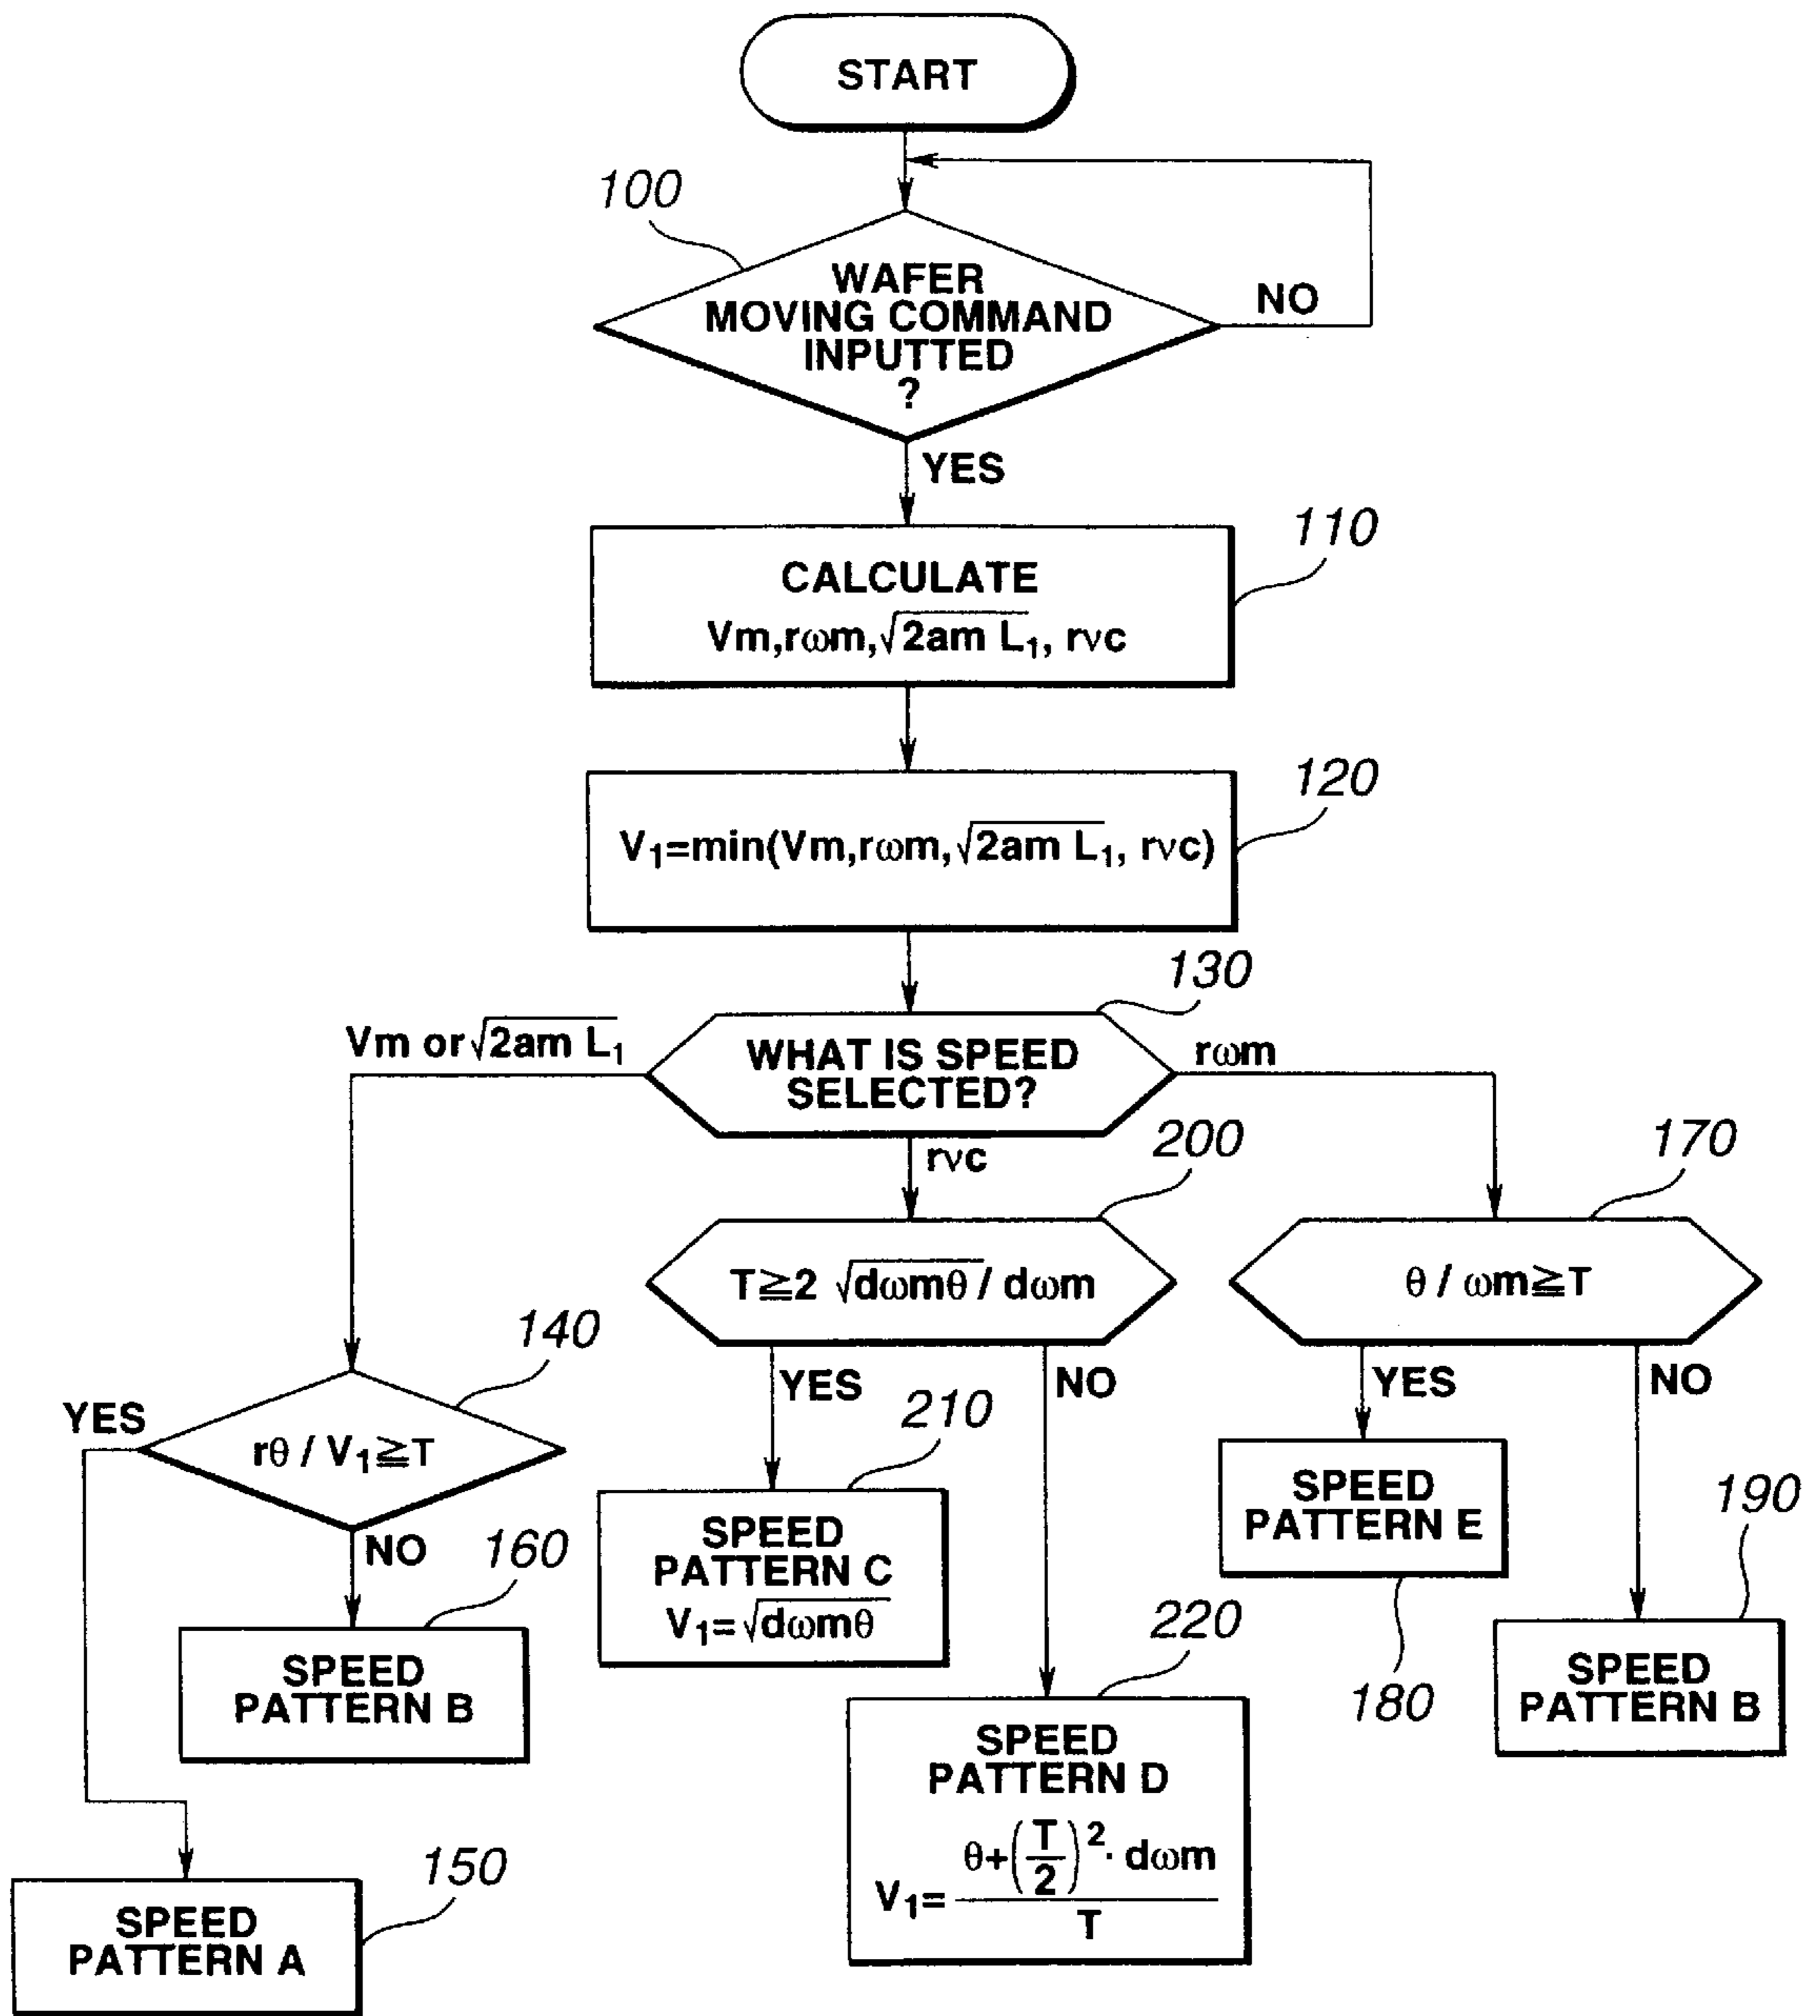 START
100
WAFER
MOVING COMMAND
INPUTTED
?
NO
YES
110
CALCULATE
Vm,rωm,√2am L₁, rνc
120
V₁=min(Vm,rωm,√2am L₁, rνc)
130
Vm or √2am L₁
WHAT IS SPEED
SELECTED?
rωm
rνc
200
170
T≧2 √dωmθ / dωm
θ / ωm≧T
140
YES
rθ / V₁≧T
NO
YES
NO
YES
NO
210
160
SPEED
PATTERN C
V₁=√dωmθ
SPEED
PATTERN E
180
190
SPEED
PATTERN B
SPEED
PATTERN B
220
SPEED
PATTERN D
V₁= θ+(T/2)²· dωm / T
150
SPEED
PATTERN A